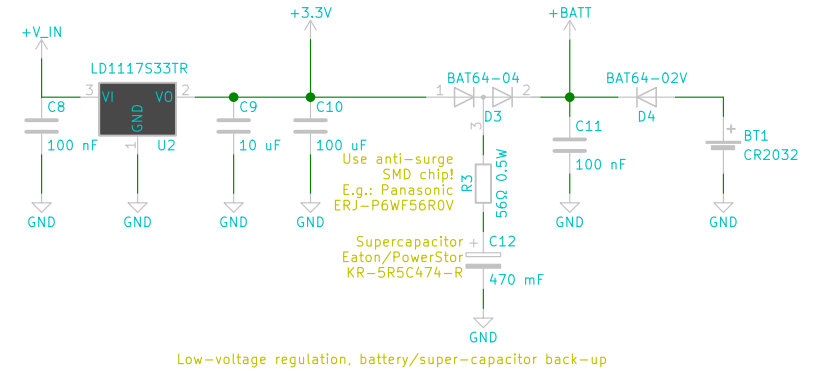 +3.3V
+BATT
+V_IN
LD1117S33TR
BAT64-04
BAT64-02V
3
VI
VO
2
1
2
C8
GND
C9
C10
D3
D4
3
C11
BT1
100 nF
1
U2
10 uF
100 uF
CR2032
100 nF
Use anti-surge
SMD chip!
E.g.: Panasonic
ERJ-P6WF56R0V
R3
56Ω 0.5W
GND
GND
GND
GND
GND
GND
Supercapacitor
Eaton/PowerStor
KR-5R5C474-R
C12
470 mF
GND
Low-voltage regulation, battery/super-capacitor back-up